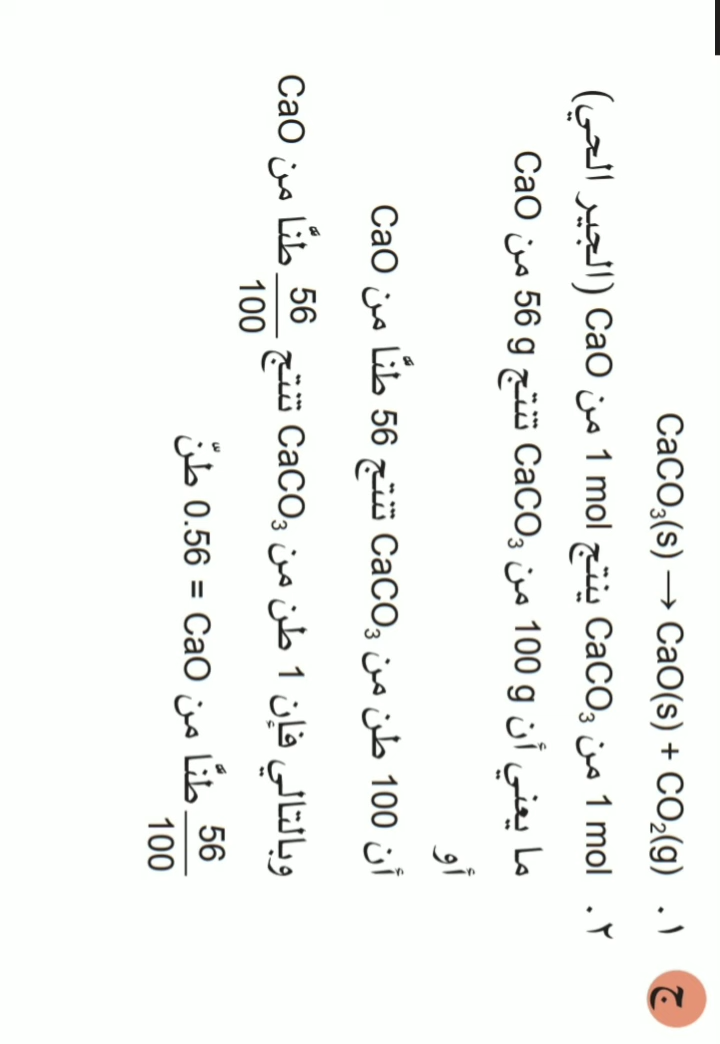 ج ١. CaCO₃(s) → CaO(s) + CO₂(g)
٢. 1 mol من CaCO₃ ينتج 1 mol من CaO (الجير الحي)
ما يعني أن 100 g من CaCO₃ تنتج 56 g من CaO
أو
أن 100 طن من CaCO₃ تنتج 56 طنًّا من CaO
وبالتالي فإن 1 طن من CaCO₃ تنتج 56/100 طنًّا من CaO
56/100 طنًّا من CaO = 0.56 طنّ